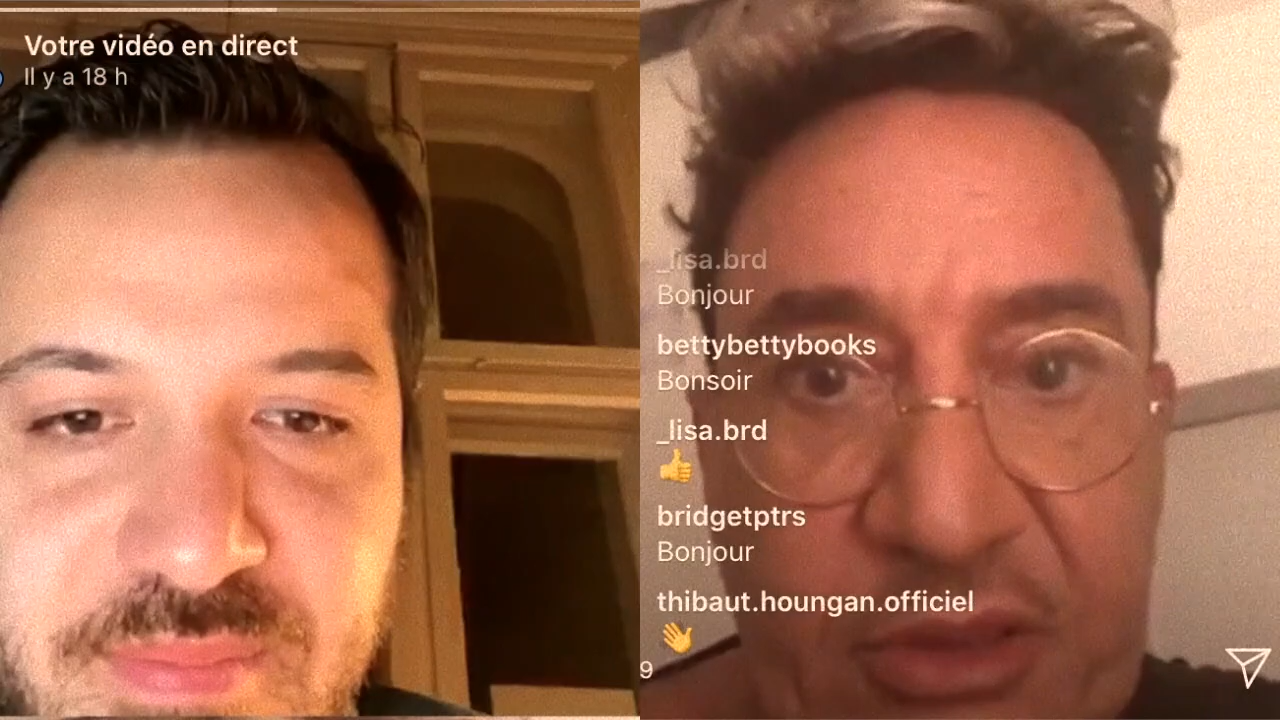 Votre vidéo en direct
Il y a 18 h
_lisa.brd
Bonjour
bettybettybooks
Bonsoir
_lisa.brd
👍
bridgetptrs
Bonjour
thibaut.houngan.officiel
👋
9